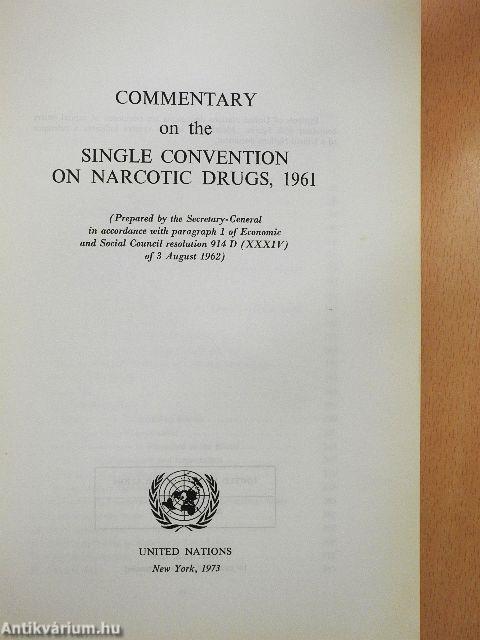 COMMENTARY
on the
SINGLE CONVENTION
ON NARCOTIC DRUGS, 1961
(Prepared by the Secretary-General
in accordance with paragraph 1 of Economic
and Social Council resolution 914 D (XXXIV)
of 3 August 1962)
UNITED NATIONS
New York, 1973
Antikvárium.hu